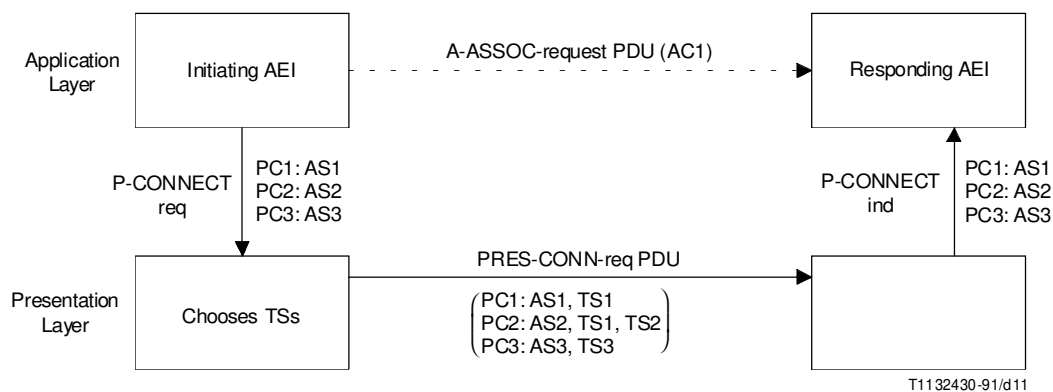 Application
Layer
Initiating AEI
A-ASSOC-request PDU (AC1)
Responding AEI
P-CONNECT
req
PC1: AS1
PC2: AS2
PC3: AS3
P-CONNECT
ind
PC1: AS1
PC2: AS2
PC3: AS3
Presentation
Layer
Chooses TSs
PRES-CONN-req PDU
PC1: AS1, TS1
PC2: AS2, TS1, TS2
PC3: AS3, TS3
T1132430-91/d11